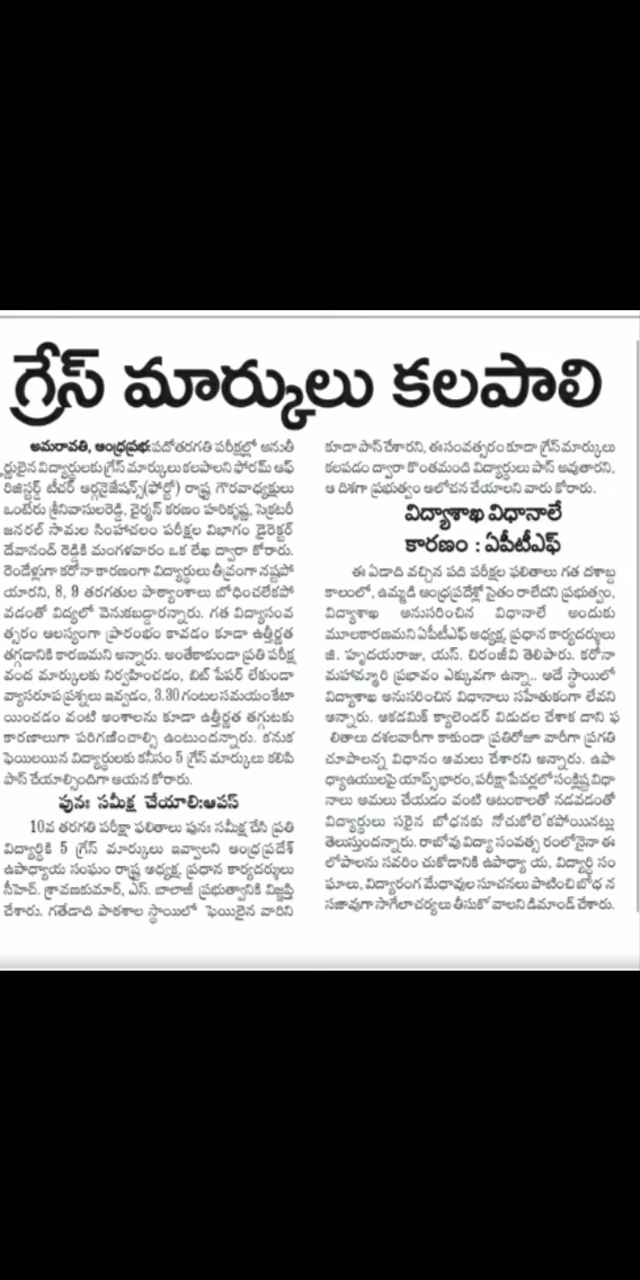 గ్రేస్ మార్కులు కలపాలి
అమరావతి, ఆంధ్రప్రభ:పదోతరగతి పరీక్షల్లో అనుత్తీ
ర్ణులైన విద్యార్థులకు గ్రేస్ మార్కులు కలపాలని ఫోరమ్ ఆఫ్
రిజిస్టర్డ్ టీచర్ ఆర్గనైజేషన్స్(ఫోర్టో) రాష్ట్ర గౌరవాధ్యక్షులు
ఒంటేరు శ్రీనివాసులరెడ్డి, చైర్మన్ కరణం హరికృష్ణ, సెక్రటరీ
జనరల్ సామల సింహాచలం పరీక్షల విభాగం డైరెక్టర్
దేవానంద్ రెడ్డికి మంగళవారం ఒక లేఖ ద్వారా కోరారు.
రెండేళ్లుగా కరోనా కారణంగా విద్యార్థులు తీవ్రంగా నష్టపో
యారని, 8, 9 తరగతుల పాఠ్యాంశాలు బోధించలేకపో
వడంతో విద్యలో వెనుకబడ్డారన్నారు. గత విద్యాసంవ
త్సరం ఆలస్యంగా ప్రారంభం కావడం కూడా ఉత్తీర్ణత
తగ్గడానికి కారణమని అన్నారు. అంతేకాకుండా ప్రతి పరీక్ష
వంద మార్కులకు నిర్వహించడం, బిట్ పేపర్ లేకుండా
వ్యాసరూప ప్రశ్నలు ఇవ్వడం, 3.30 గంటల సమయం కేటా
యించడం వంటి అంశాలను కూడా ఉత్తీర్ణత తగ్గుటకు
కారణాలుగా పరిగణించాల్సి ఉంటుందన్నారు. కనుక
ఫెయిలయిన విద్యార్థులకు కనీసం 5 గ్రేస్ మార్కులు కలిపి
పాస్ చేయాల్సిందిగా ఆయన కోరారు.
పునః సమీక్ష చేయాలి:ఆపస్
10వ తరగతి పరీక్షా ఫలితాలు పునః సమీక్ష చేసి ప్రతి
విద్యార్థికి 5 గ్రేస్ మార్కులు ఇవ్వాలని ఆంధ్రప్రదేశ్
ఉపాధ్యాయ సంఘం రాష్ట్ర అధ్యక్ష, ప్రధాన కార్యదర్శులు
సీహెచ్. శ్రావణకుమార్, ఎస్. బాలాజీ ప్రభుత్వానికి విజ్ఞప్తి
చేశారు. గతేడాది పాఠశాల స్థాయిలో ఫెయిలైన వారిని
కూడా పాస్ చేశారని, ఈ సంవత్సరం కూడా గ్రేస్ మార్కులు
కలపడం ద్వారా కొంతమంది విద్యార్థులు పాస్ అవుతారని,
ఆ దిశగా ప్రభుత్వం ఆలోచన చేయాలని వారు కోరారు.
విద్యాశాఖ విధానాలే
కారణం : ఏపీటీఎఫ్
ఈ ఏడాది వచ్చిన పది పరీక్షల ఫలితాలు గత దశాబ్ద
కాలంలో, ఉమ్మడి ఆంధ్రప్రదేశ్లో సైతం రాలేదని ప్రభుత్వం,
విద్యాశాఖ అనుసరించిన విధానాలే అందుకు
మూలకారణమని ఏపీటీఎఫ్ అధ్యక్ష, ప్రధాన కార్యదర్శులు
జి. హృదయరాజు, యస్. చిరంజీవి తెలిపారు. కరోనా
మహమ్మారి ప్రభావం ఎక్కువగా ఉన్నా.. అదే స్థాయిలో
విద్యాశాఖ అనుసరించిన విధానాలు సహేతుకంగా లేవని
అన్నారు. అకడమిక్ క్యాలెండర్ విడుదల చేశాక దాని ఫ
లితాలు దశలవారీగా కాకుండా ప్రతిరోజూ వారీగా ప్రగతి
చూపాలన్న విధానం అమలు చేశారని అన్నారు. ఉపా
ధ్యాఉయులపై యాప్స్ భారం, పరీక్షా పేపర్లలో సంక్లిష్ట విధా
నాలు అమలు చేయడం వంటి ఆటంకాలతో నడవడంతో
విద్యార్థులు సరైన బోధనకు నోచుకోలేకపోయినట్లు
తెలుస్తుందన్నారు. రాబోవు విద్యా సంవత్స రంలోనైనా ఈ
లోపాలను సవరిం చుకోడానికి ఉపాధ్యా య, విద్యార్థి సం
ఘాలు, విద్యారంగ మేధావుల సూచనలు పాటించి బోధ న
సజావుగా సాగేలా చర్యలు తీసుకో వాలని డిమాండ్ చేశారు.